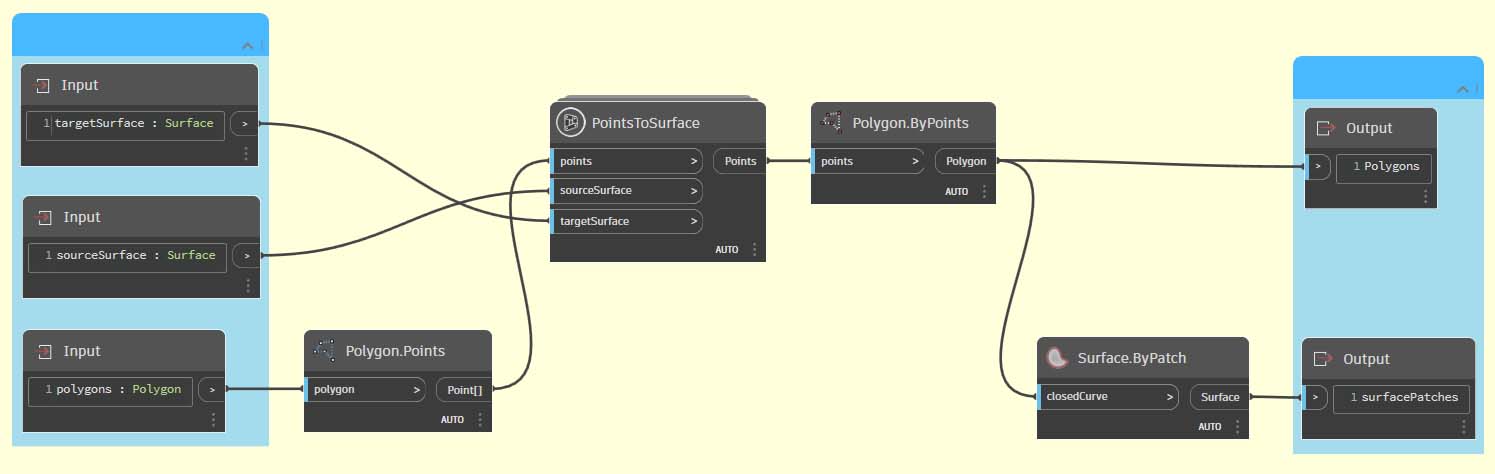 Input
1 targetSurface : Surface
>
Input
1 sourceSurface : Surface
>
Input
1 polygons : Polygon
>
Polygon.Points
polygon > Point[]
AUTO
PointsToSurface
points > Points
sourceSurface >
targetSurface >
AUTO
Polygon.ByPoints
points > Polygon
AUTO
Surface.ByPatch
closedCurve > Surface
AUTO
Output
> 1 Polygons
Output
> 1 surfacePatches